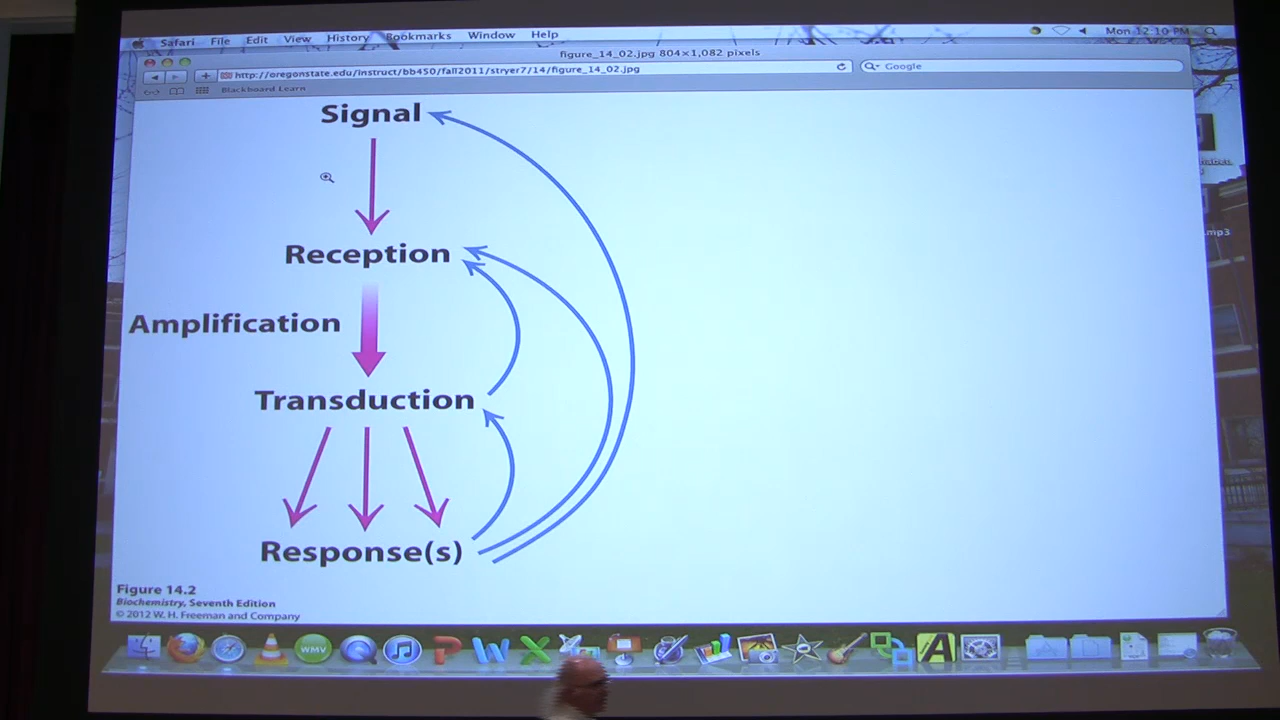 Safari File Edit View History Bookmarks Window Help
Mon 12:10 PM
figure_14_02.jpg 804×1,082 pixels
http://oregonstate.edu/instruct/bb450/fall2011/stryer7/14/figure_14_02.jpg
Google
Blackboard Learn
Signal
Reception
Amplification
Transduction
Response(s)
Figure 14.2
Biochemistry, Seventh Edition
© 2012 W. H. Freeman and Company
.mp3
WMV